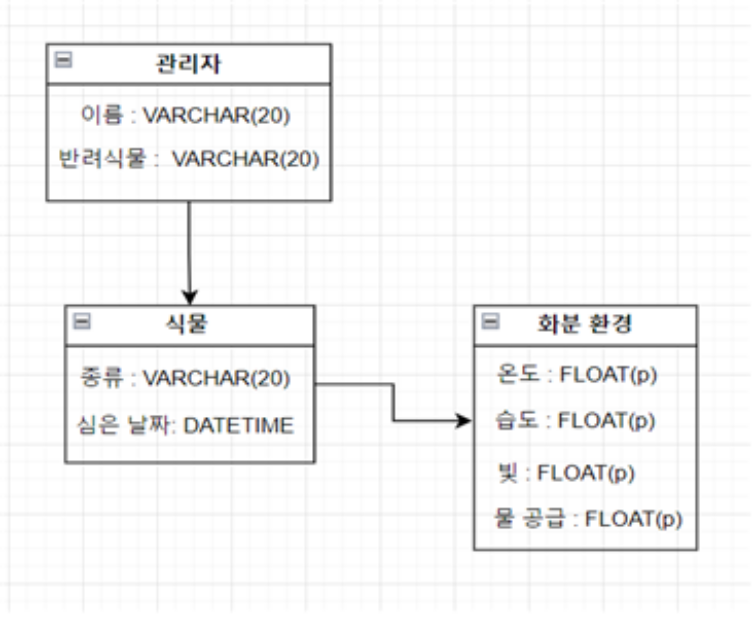 관리자
이름 : VARCHAR(20)
반려식물 : VARCHAR(20)
식물
종류 : VARCHAR(20)
심은 날짜: DATETIME
화분 환경
온도 : FLOAT(p)
습도 : FLOAT(p)
빛 : FLOAT(p)
물 공급 : FLOAT(p)